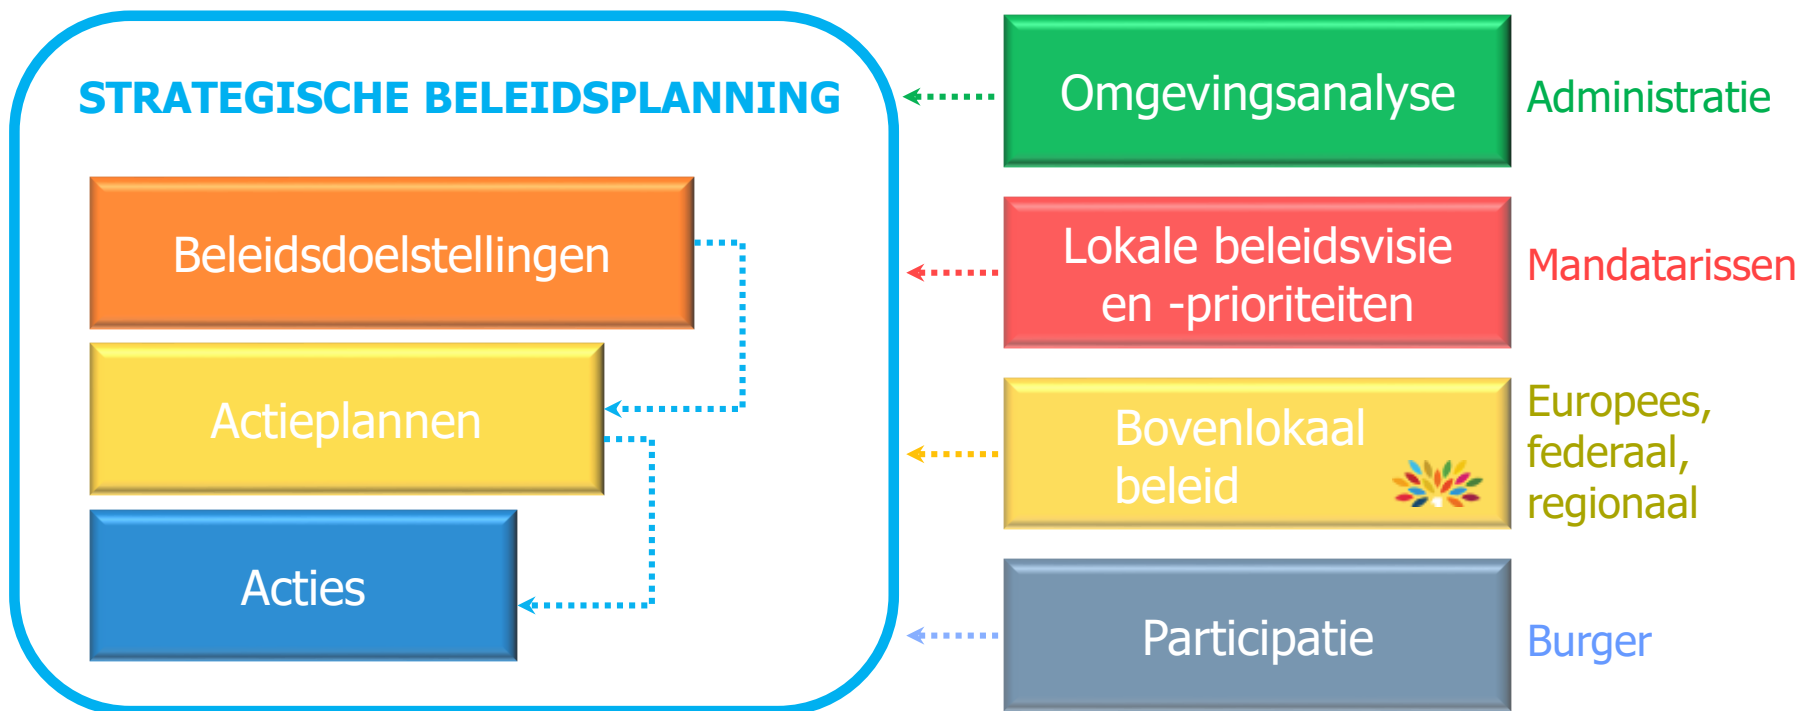 STRATEGISCHE BELEIDSPLANNING
Beleidsdoelstellingen
Actieplannen
Acties
Omgevingsanalyse
Administratie
Lokale beleidsvisie
en -prioriteiten
Mandatarissen
Bovenlokaal
beleid
Europees,
federaal,
regionaal
Participatie
Burger